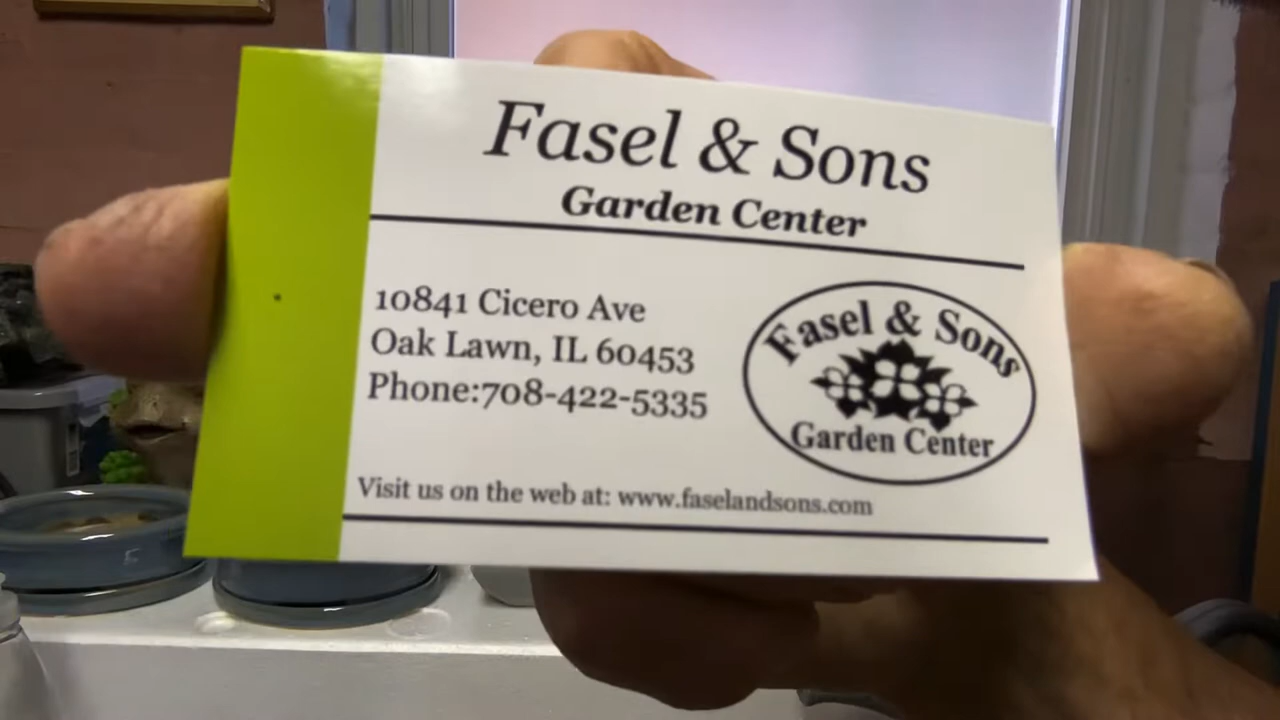 Fasel & Sons
Garden Center
10841 Cicero Ave
Oak Lawn, IL 60453
Phone:708-422-5335
Fasel & Sons
Garden Center
Visit us on the web at: www.faselandsons.com